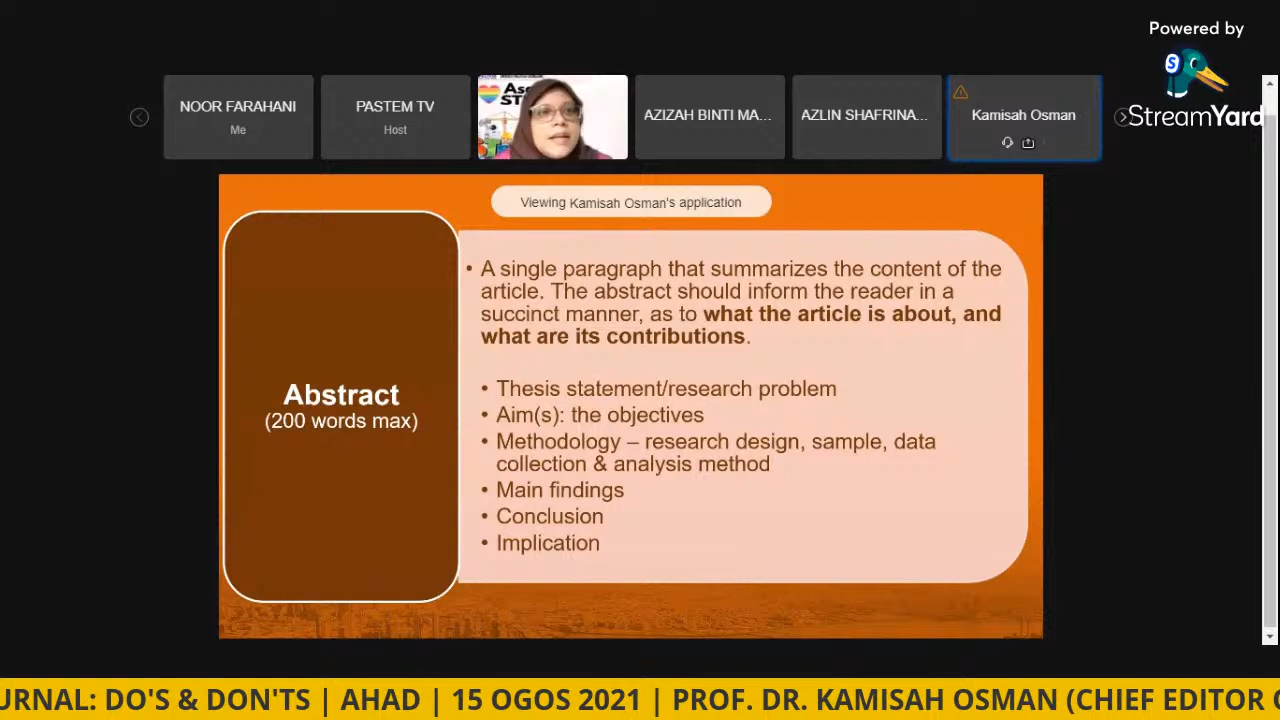 Powered by
StreamYard
NOOR FARAHANI
Me
PASTEM TV
Host
AZIZAH BINTI MA...
AZLIN SHAFRINA...
Kamisah Osman
Viewing Kamisah Osman's application
Abstract
(200 words max)
• A single paragraph that summarizes the content of the
article. The abstract should inform the reader in a
succinct manner, as to what the article is about, and
what are its contributions.
• Thesis statement/research problem
• Aim(s): the objectives
• Methodology – research design, sample, data
collection & analysis method
• Main findings
• Conclusion
• Implication
URNAL: DO'S & DON'TS | AHAD | 15 OGOS 2021 | PROF. DR. KAMISAH OSMAN (CHIEF EDITOR